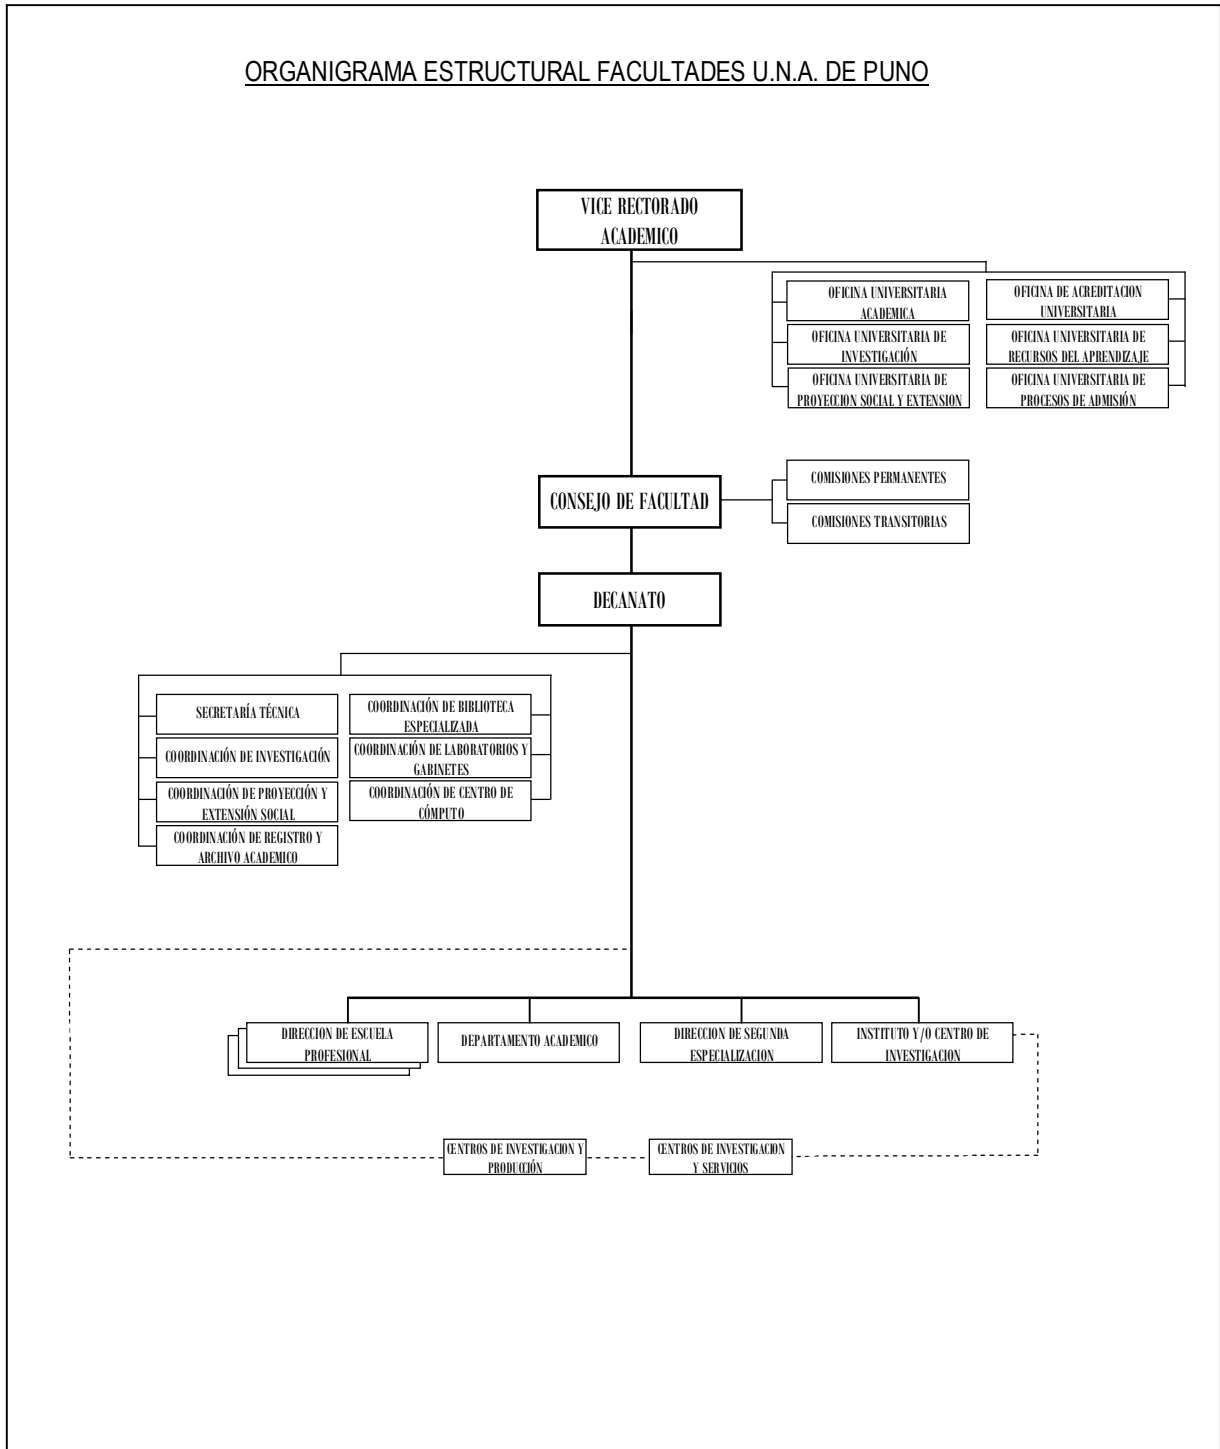 ORGANIGRAMA ESTRUCTURAL FACULTADES U.N.A. DE PUNO
VICE RECTORADO
ACADEMICO
OFICINA UNIVERSITARIA
ACADEMICA
OFICINA DE ACREDITACION
UNIVERSITARIA
OFICINA UNIVERSITARIA DE
INVESTIGACIÓN
OFICINA UNIVERSITARIA DE
RECURSOS DEL APRENDIZAJE
OFICINA UNIVERSITARIA DE
PROYECCION SOCIAL Y EXTENSION
OFICINA UNIVERSITARIA DE
PROCESOS DE ADMISIÓN
CONSEJO DE FACULTAD
COMISIONES PERMANENTES
COMISIONES TRANSITORIAS
DECANATO
SECRETARÍA TÉCNICA
COORDINACIÓN DE BIBLIOTECA
ESPECIALIZADA
COORDINACIÓN DE INVESTIGACIÓN
COORDINACIÓN DE LABORATORIOS Y
GABINETES
COORDINACIÓN DE PROYECCIÓN Y
EXTENSIÓN SOCIAL
COORDINACIÓN DE CENTRO DE
CÓMPUTO
COORDINACIÓN DE REGISTRO Y
ARCHIVO ACADEMICO
DIRECCION DE ESCUELA
PROFESIONAL
DEPARTAMENTO ACADEMICO
DIRECCION DE SEGUNDA
ESPECIALIZACION
INSTITUTO Y/O CENTRO DE
INVESTIGACION
CENTROS DE INVESTIGACION Y
PRODUCCIÓN
CENTROS DE INVESTIGACION
Y SERVICIOS